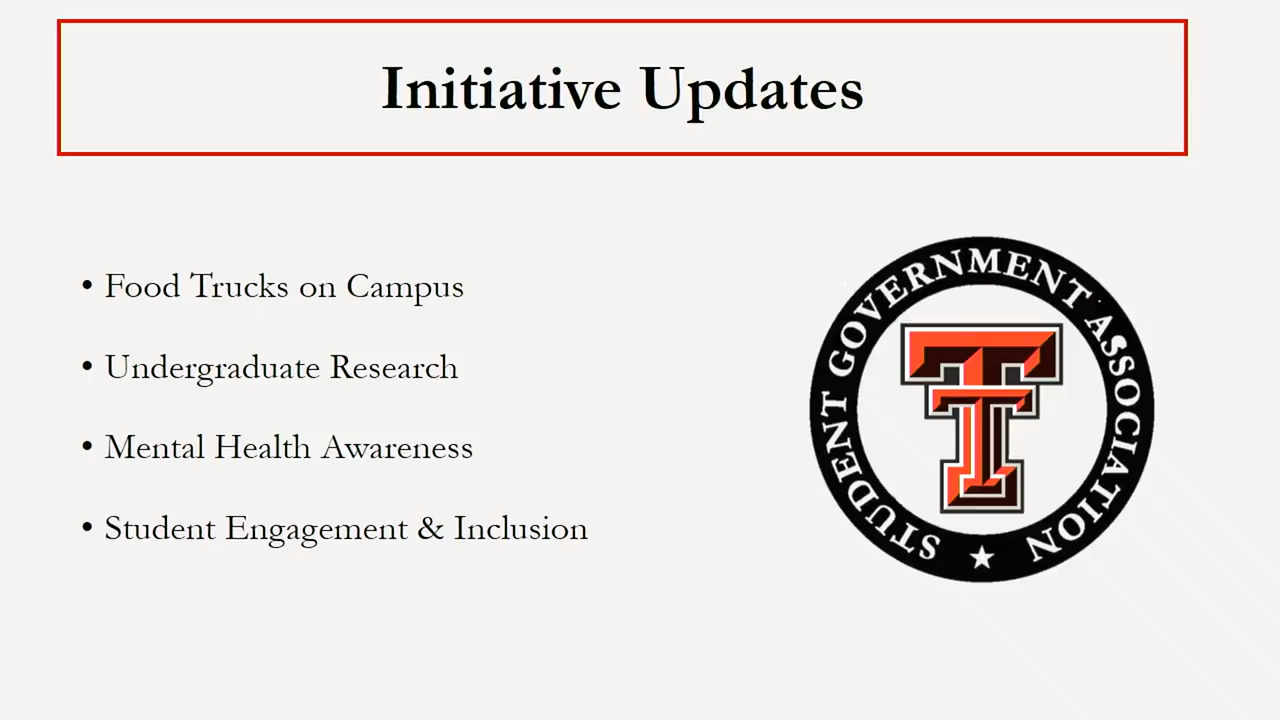 Initiative Updates
• Food Trucks on Campus
• Undergraduate Research
• Mental Health Awareness
• Student Engagement & Inclusion
STUDENT GOVERNMENT ASSOCIATION
T